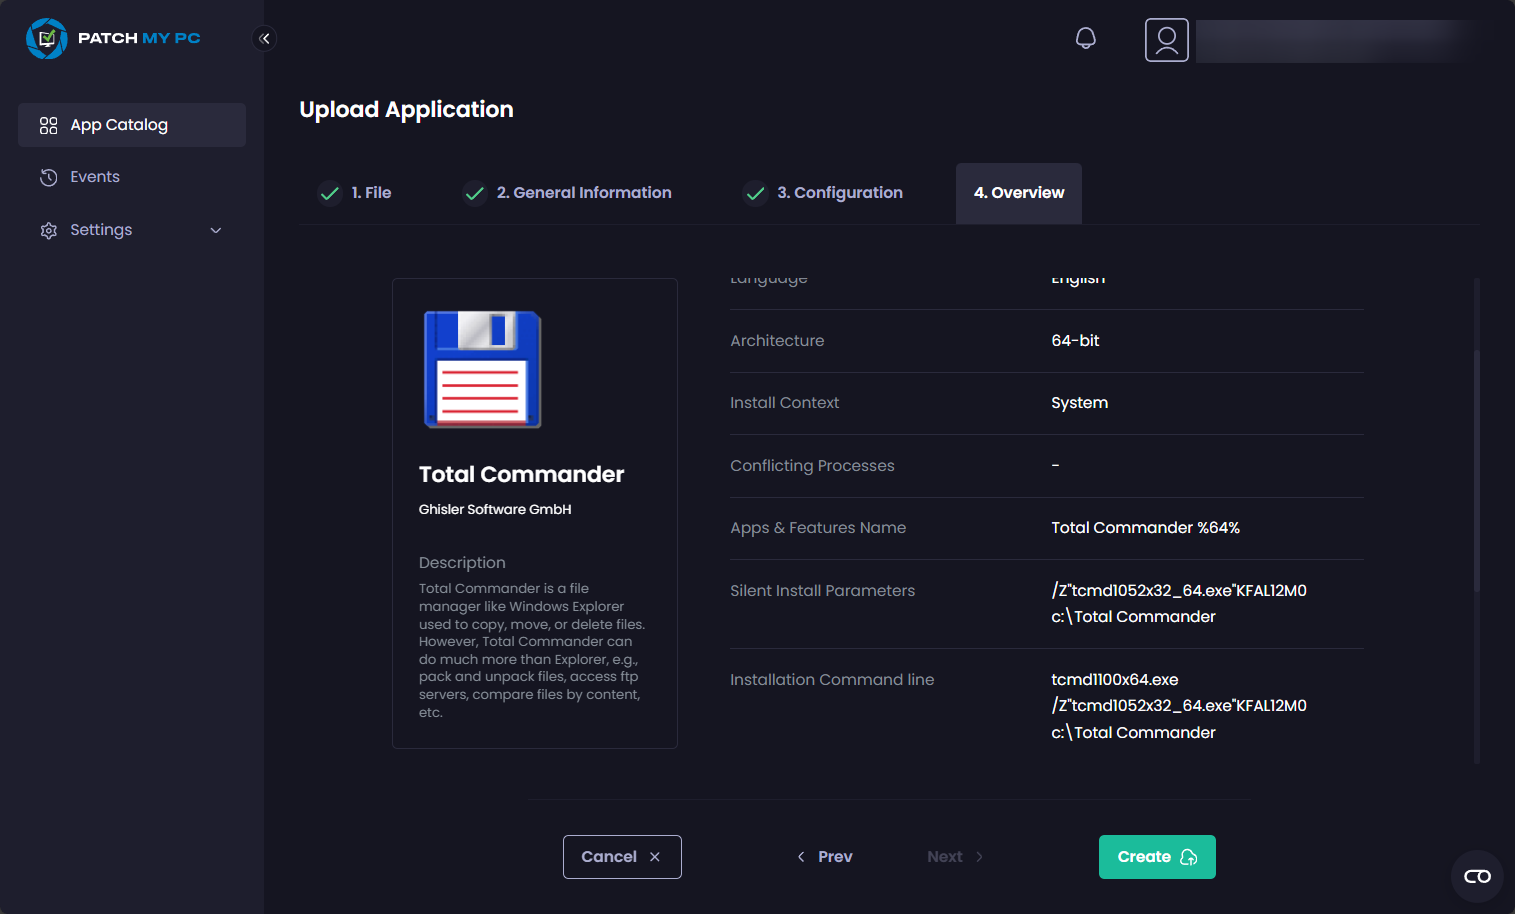 PATCH MY PC
App Catalog
Events
Settings
Upload Application
1. File
2. General Information
3. Configuration
4. Overview
Total Commander
Ghisler Software GmbH
Description
Total Commander is a file
manager like Windows Explorer
used to copy, move, or delete files.
However, Total Commander can
do much more than Explorer, e.g.,
pack and unpack files, access ftp
servers, compare files by content,
etc.
Language English
Architecture 64-bit
Install Context System
Conflicting Processes -
Apps & Features Name Total Commander %64%
Silent Install Parameters /Z"tcmd1052x32_64.exe"KFAL12M0
c:\Total Commander
Installation Command line tcmd1100x64.exe
/Z"tcmd1052x32_64.exe"KFAL12M0
c:\Total Commander
Cancel
Prev
Next
Create